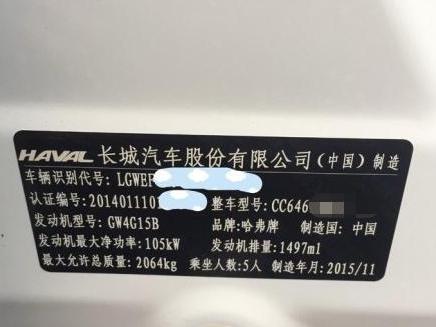 HAVAL 长城汽车股份有限公司(中国)制造
车辆识别代号:LGWEF
认证编号:2014011101 整车型号:CC646
发动机型号:GW4G15B 品牌:哈弗牌 制造国:中国
发动机最大净功率:105kW 发动机排量:1497ml
最大允许总质量:2064kg 乘坐人数:5人 制造年月:2015/11